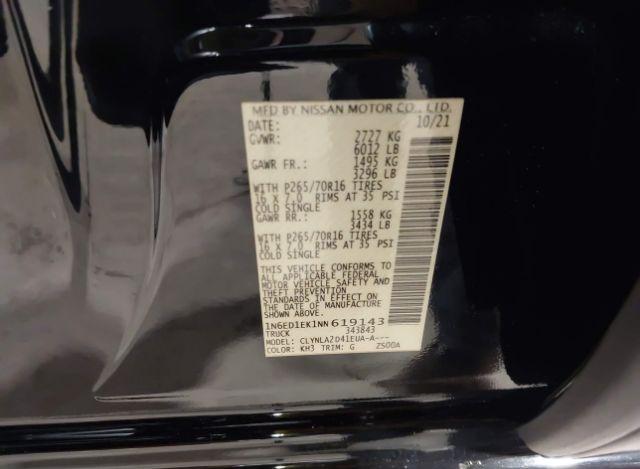 MFD BY NISSAN MOTOR CO., LTD.
DATE: 10/21
GVWR: 2727 KG
6012 LB
GAWR FR.: 1495 KG
3296 LB
WITH P265/70R16 TIRES
16 X 7.0 RIMS AT 35 PSI
COLD SINGLE
GAWR RR.: 1558 KG
3434 LB
WITH P265/70R16 TIRES
16 X 7.0 RIMS AT 35 PSI
COLD SINGLE
THIS VEHICLE CONFORMS TO
ALL APPLICABLE FEDERAL
MOTOR VEHICLE SAFETY AND
THEFT PREVENTION
STANDARDS IN EFFECT ON
THE DATE OF MANUFACTURE
SHOWN ABOVE.
1N6ED1EK1NN619143
TRUCK 343843
MODEL: CLYNLA2D41EUA-A---
COLOR: KH3 TRIM: G ZS00A